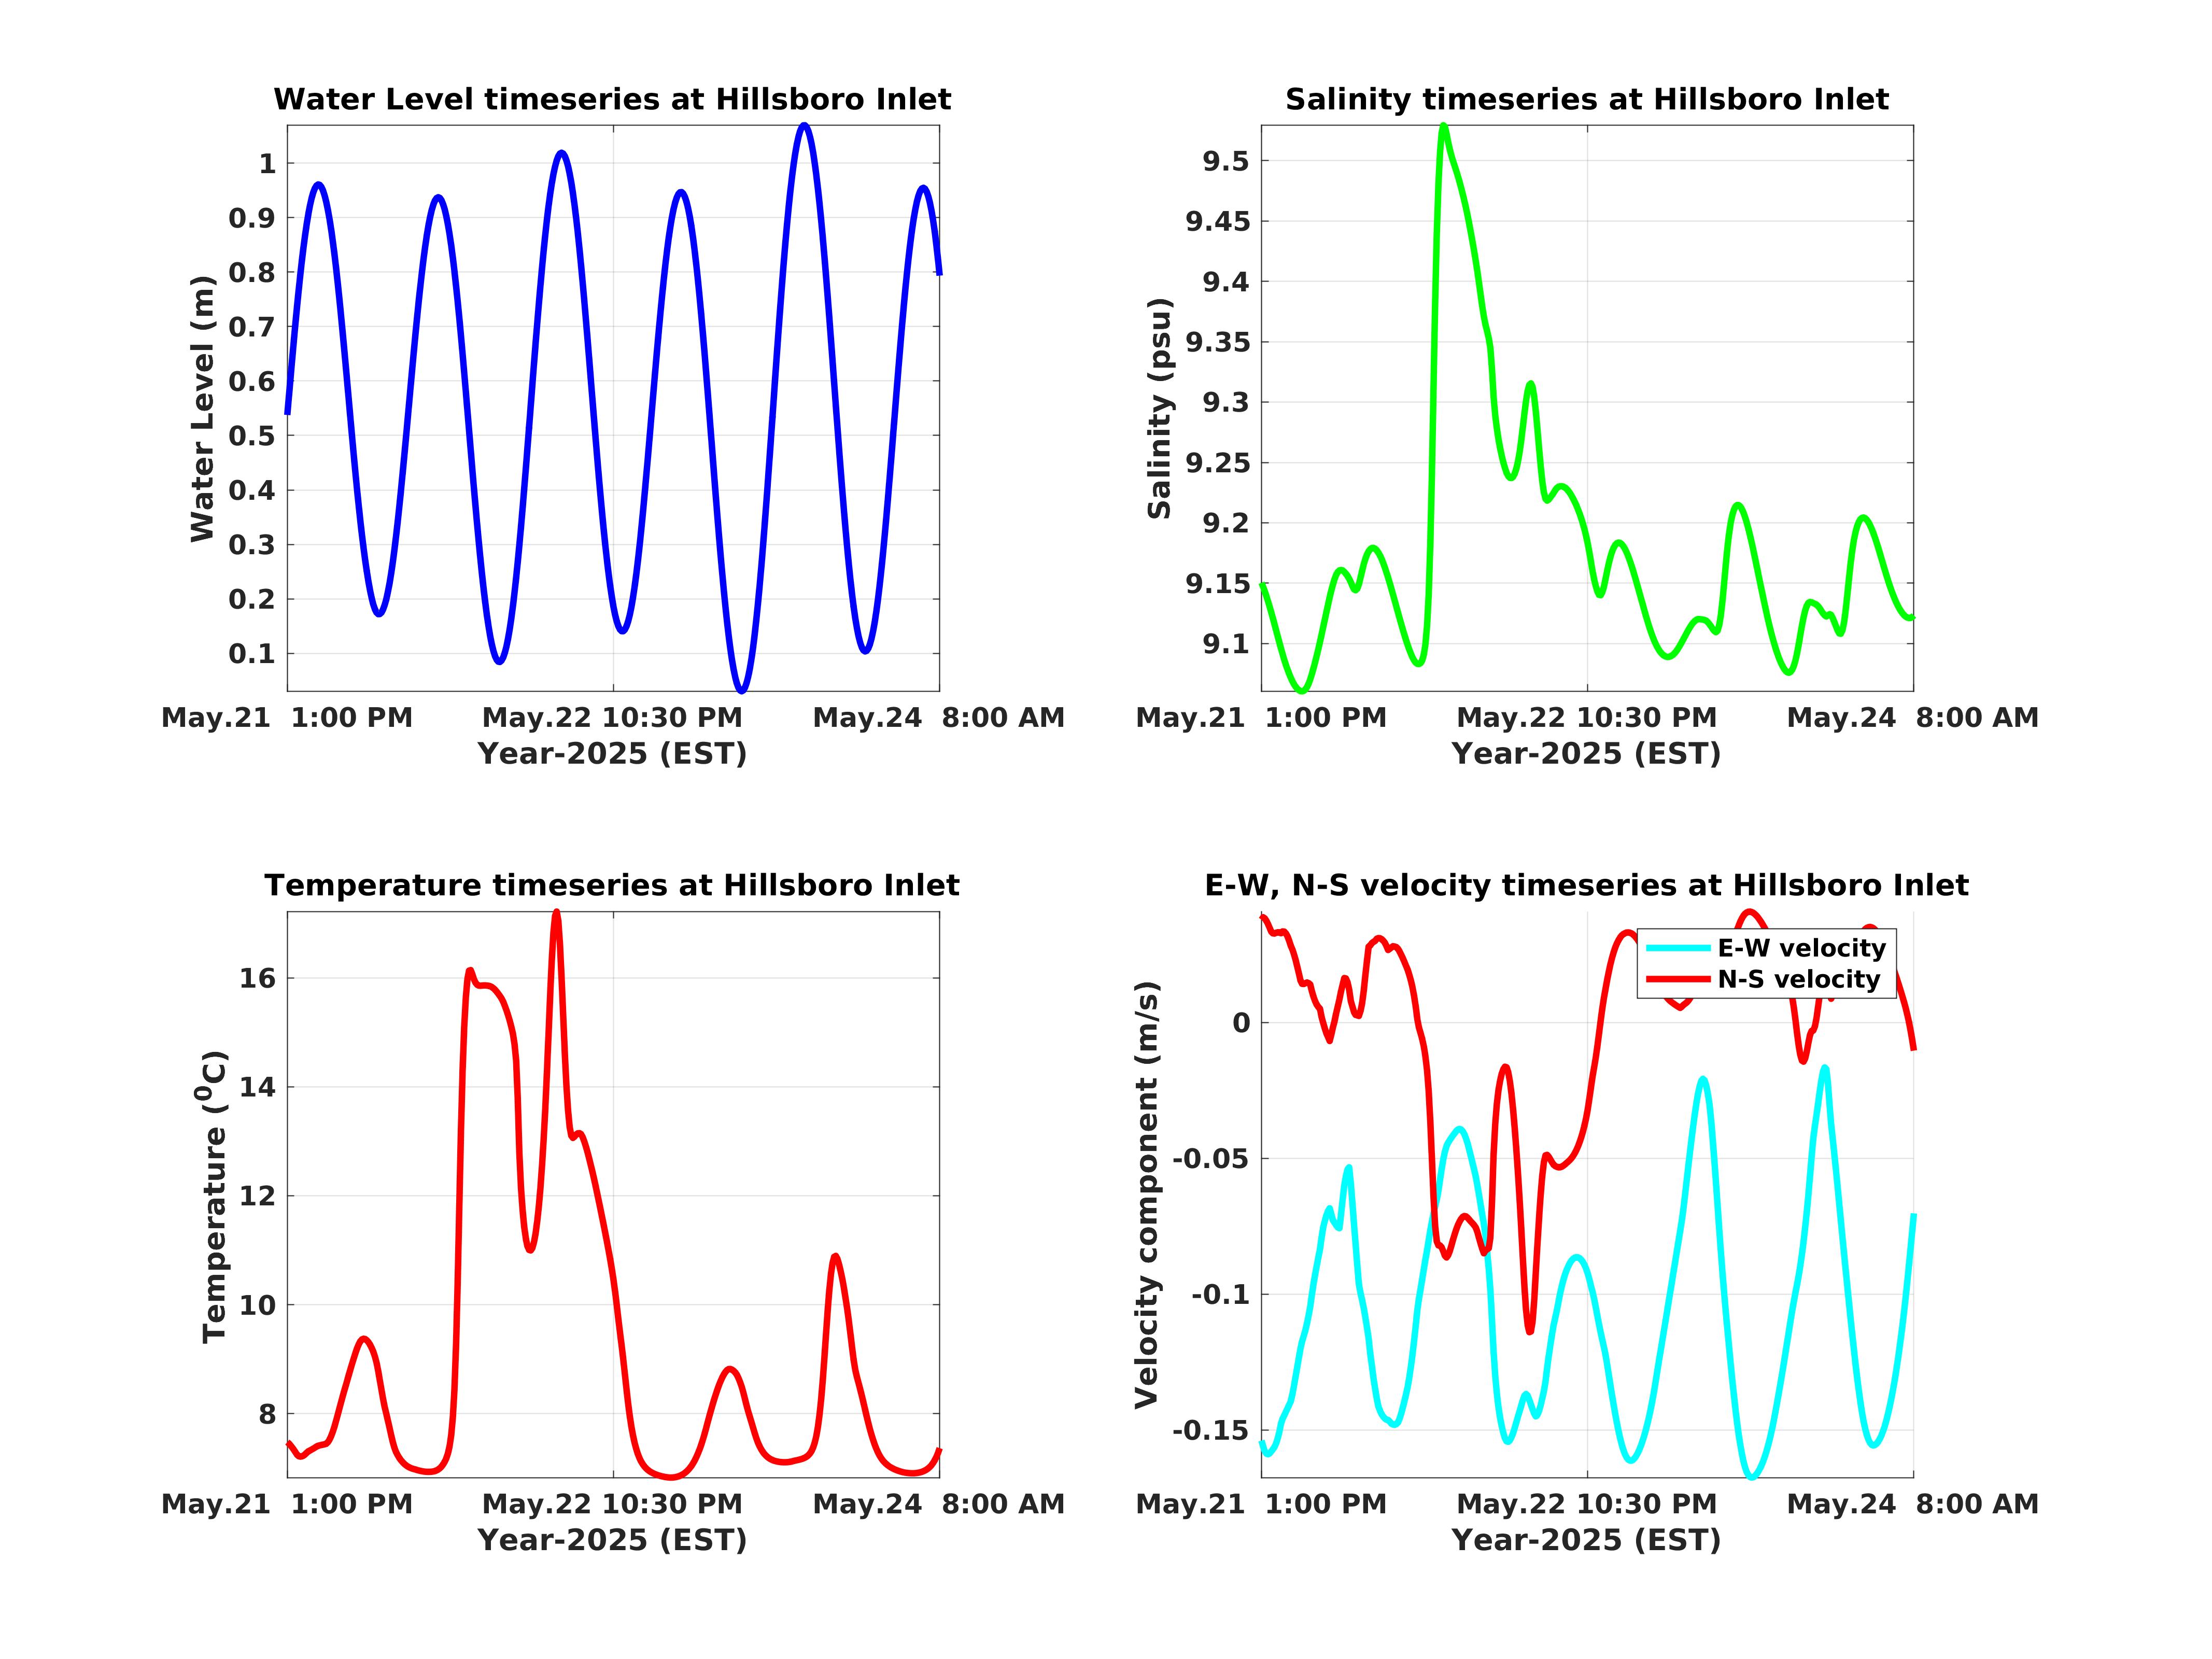 Water Level timeseries at Hillsboro Inlet
Water Level (m)
1
0.9
0.8
0.7
0.6
0.5
0.4
0.3
0.2
0.1
May.21  1:00 PM
May.22 10:30 PM
May.24  8:00 AM
Year-2025 (EST)
Salinity timeseries at Hillsboro Inlet
Salinity (psu)
9.5
9.45
9.4
9.35
9.3
9.25
9.2
9.15
9.1
May.21  1:00 PM
May.22 10:30 PM
May.24  8:00 AM
Year-2025 (EST)
Temperature timeseries at Hillsboro Inlet
Temperature (⁰C)
16
14
12
10
8
May.21  1:00 PM
May.22 10:30 PM
May.24  8:00 AM
Year-2025 (EST)
E-W, N-S velocity timeseries at Hillsboro Inlet
Velocity component (m/s)
E-W velocity
N-S velocity
0
-0.05
-0.1
-0.15
May.21  1:00 PM
May.22 10:30 PM
May.24  8:00 AM
Year-2025 (EST)